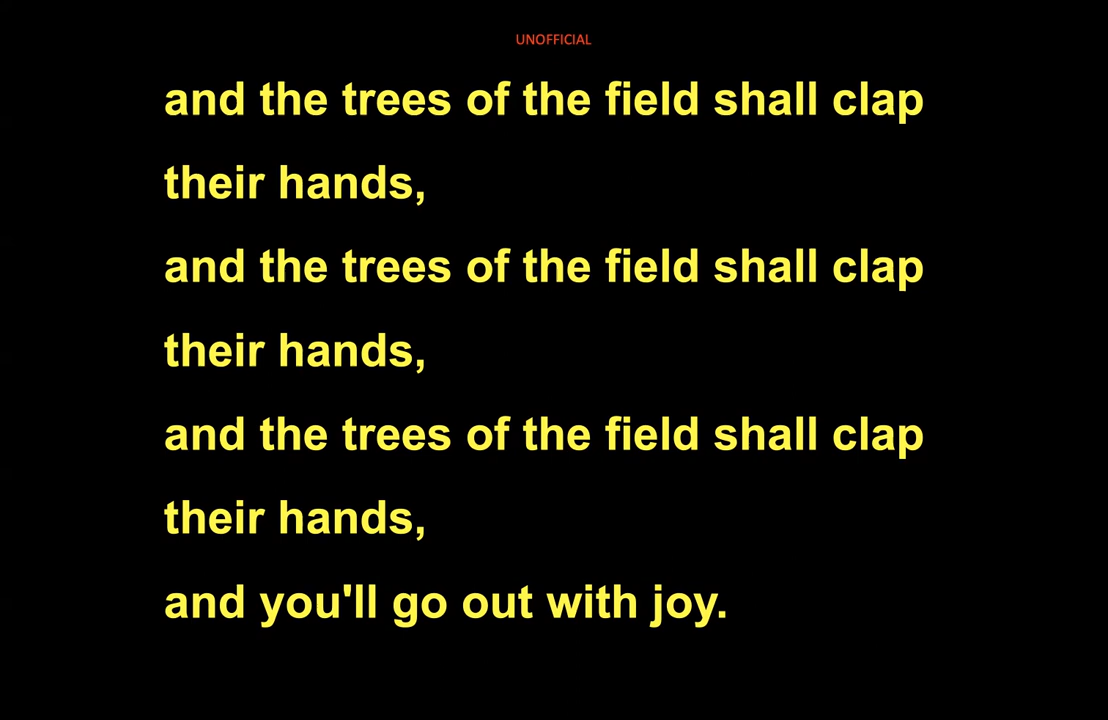 UNOFFICIAL
and the trees of the field shall clap
their hands,
and the trees of the field shall clap
their hands,
and the trees of the field shall clap
their hands,
and you'll go out with joy.